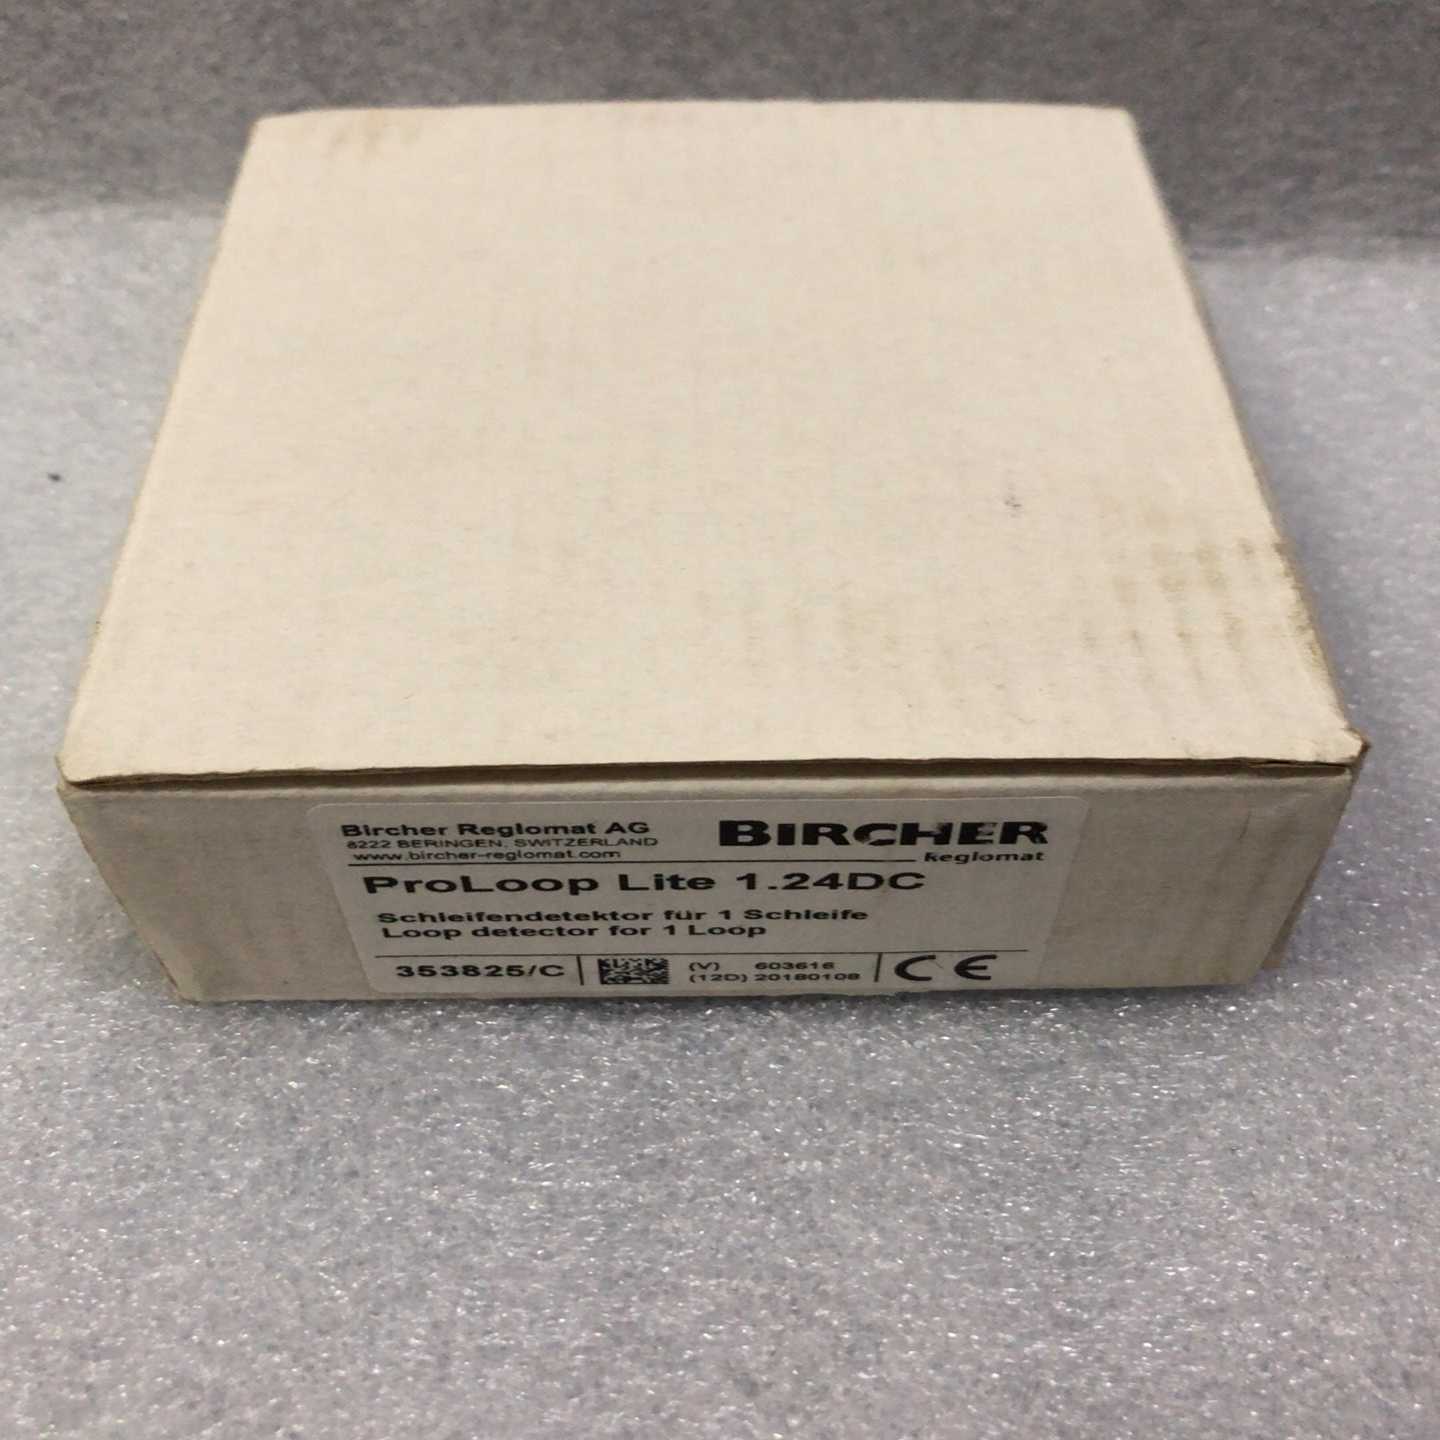 Bircher Reglomat AG
8222 BERINGEN, SWITZERLAND
www.bircher-reglomat.com
BIRCHER
Reglomat
ProLoop Lite 1.24DC
Schleifendetektor für 1 Schleife
Loop detector for 1 Loop
353825/C
(V) 603616
(12D) 20180108
CE